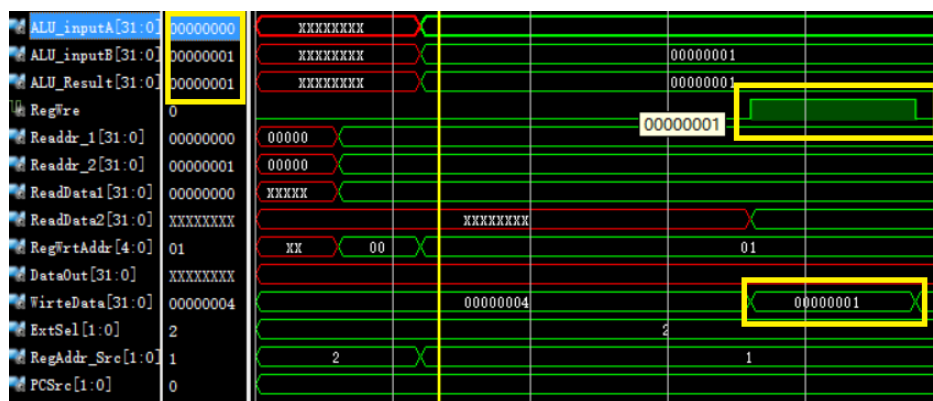 ALU_inputA[31:0] 00000000 XXXXXXXX
ALU_inputB[31:0] 00000001 XXXXXXXX 00000001
ALU_Result[31:0] 00000001 XXXXXXXX 00000001
RegWre 0
00000001
Readdr_1[31:0] 00000000 00000
Readdr_2[31:0] 00000001 00000
ReadData1[31:0] 00000000 XXXXX
ReadData2[31:0] XXXXXXXX XXXXXXXX
RegWrtAddr[4:0] 01 XX 00 01
DataOut[31:0] XXXXXXXX
WirteData[31:0] 00000004 00000004 00000001
ExtSel[1:0] 2 2
RegAddr_Src[1:0] 1 2 1
PCSrc[1:0] 0